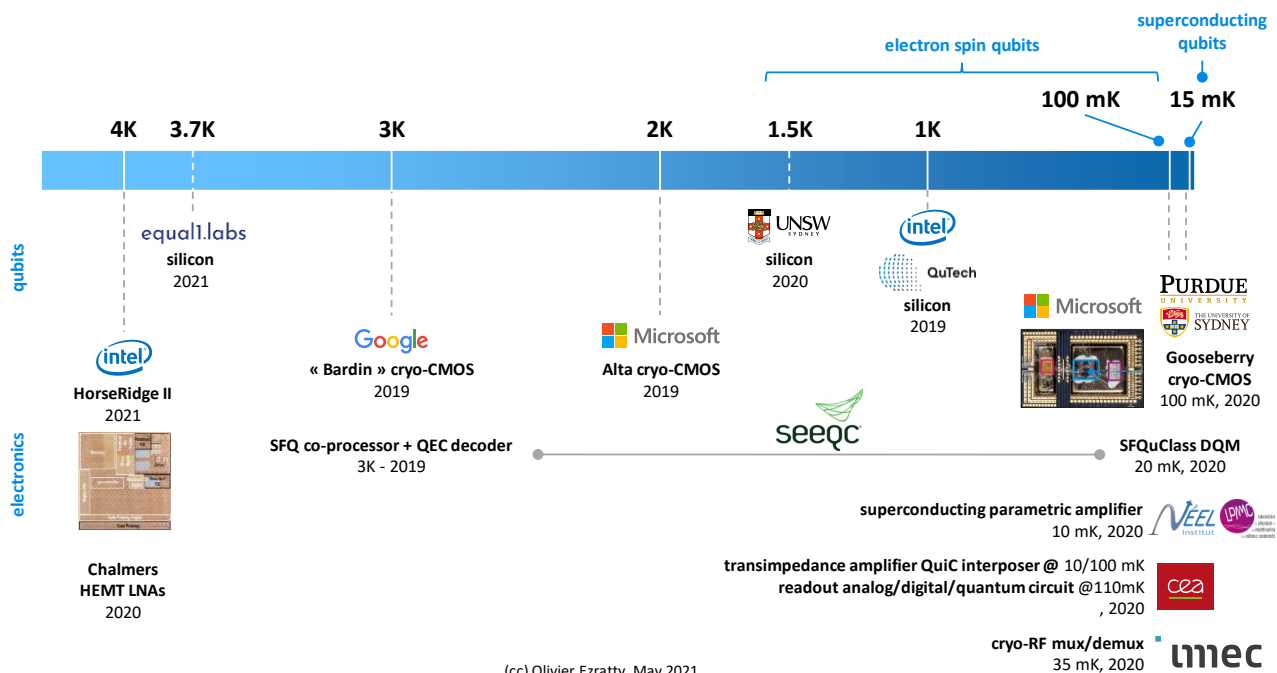 superconducting
qubits
electron spin qubits
100 mK
15 mK
4K
3.7K
3K
2K
1.5K
1K
qubits
equal1.labs
silicon
2021
UNSW
SYDNEY
silicon
2020
intel
QuTech
silicon
2019
intel
HorseRidge II
2021
Google
« Bardin » cryo-CMOS
2019
Microsoft
Alta cryo-CMOS
2019
Microsoft
PURDUE
UNIVERSITY
THE UNIVERSITY OF
SYDNEY
Gooseberry
cryo-CMOS
100 mK, 2020
electronics
SFQ co-processor + QEC decoder
3K - 2019
seeQC
SFQuClass DQM
20 mK, 2020
superconducting parametric amplifier
10 mK, 2020
NÉEL
institut
LPMMC
Chalmers
HEMT LNAs
2020
transimpedance amplifier QuiC interposer @ 10/100 mK
readout analog/digital/quantum circuit @110mK
, 2020
cea
cryo-RF mux/demux
35 mK, 2020
imec
(cc) Olivier Ezratty, May 2021